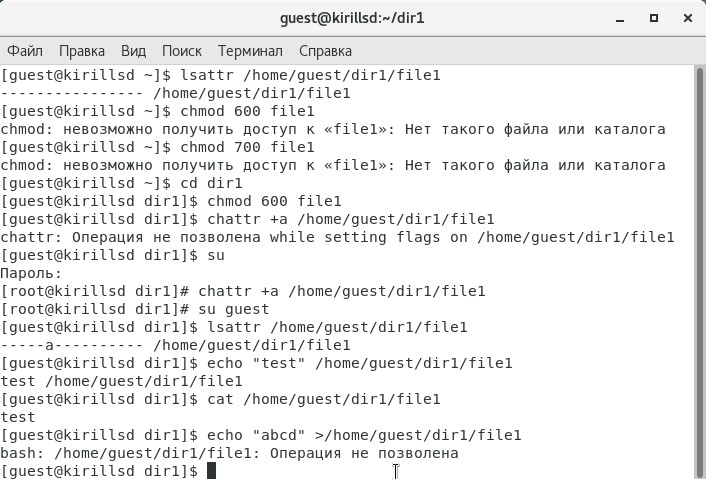 guest@kirillsd:~/dir1
Файл Правка Вид Поиск Терминал Справка
[guest@kirillsd ~]$ lsattr /home/guest/dir1/file1
---------------- /home/guest/dir1/file1
[guest@kirillsd ~]$ chmod 600 file1
chmod: невозможно получить доступ к «file1»: Нет такого файла или каталога
[guest@kirillsd ~]$ chmod 700 file1
chmod: невозможно получить доступ к «file1»: Нет такого файла или каталога
[guest@kirillsd ~]$ cd dir1
[guest@kirillsd dir1]$ chmod 600 file1
[guest@kirillsd dir1]$ chattr +a /home/guest/dir1/file1
chattr: Операция не позволена while setting flags on /home/guest/dir1/file1
[guest@kirillsd dir1]$ su
Пароль:
[root@kirillsd dir1]# chattr +a /home/guest/dir1/file1
[root@kirillsd dir1]# su guest
[guest@kirillsd dir1]$ lsattr /home/guest/dir1/file1
-----a---------- /home/guest/dir1/file1
[guest@kirillsd dir1]$ echo "test" /home/guest/dir1/file1
test /home/guest/dir1/file1
[guest@kirillsd dir1]$ cat /home/guest/dir1/file1
test
[guest@kirillsd dir1]$ echo "abcd" >/home/guest/dir1/file1
bash: /home/guest/dir1/file1: Операция не позволена
[guest@kirillsd dir1]$